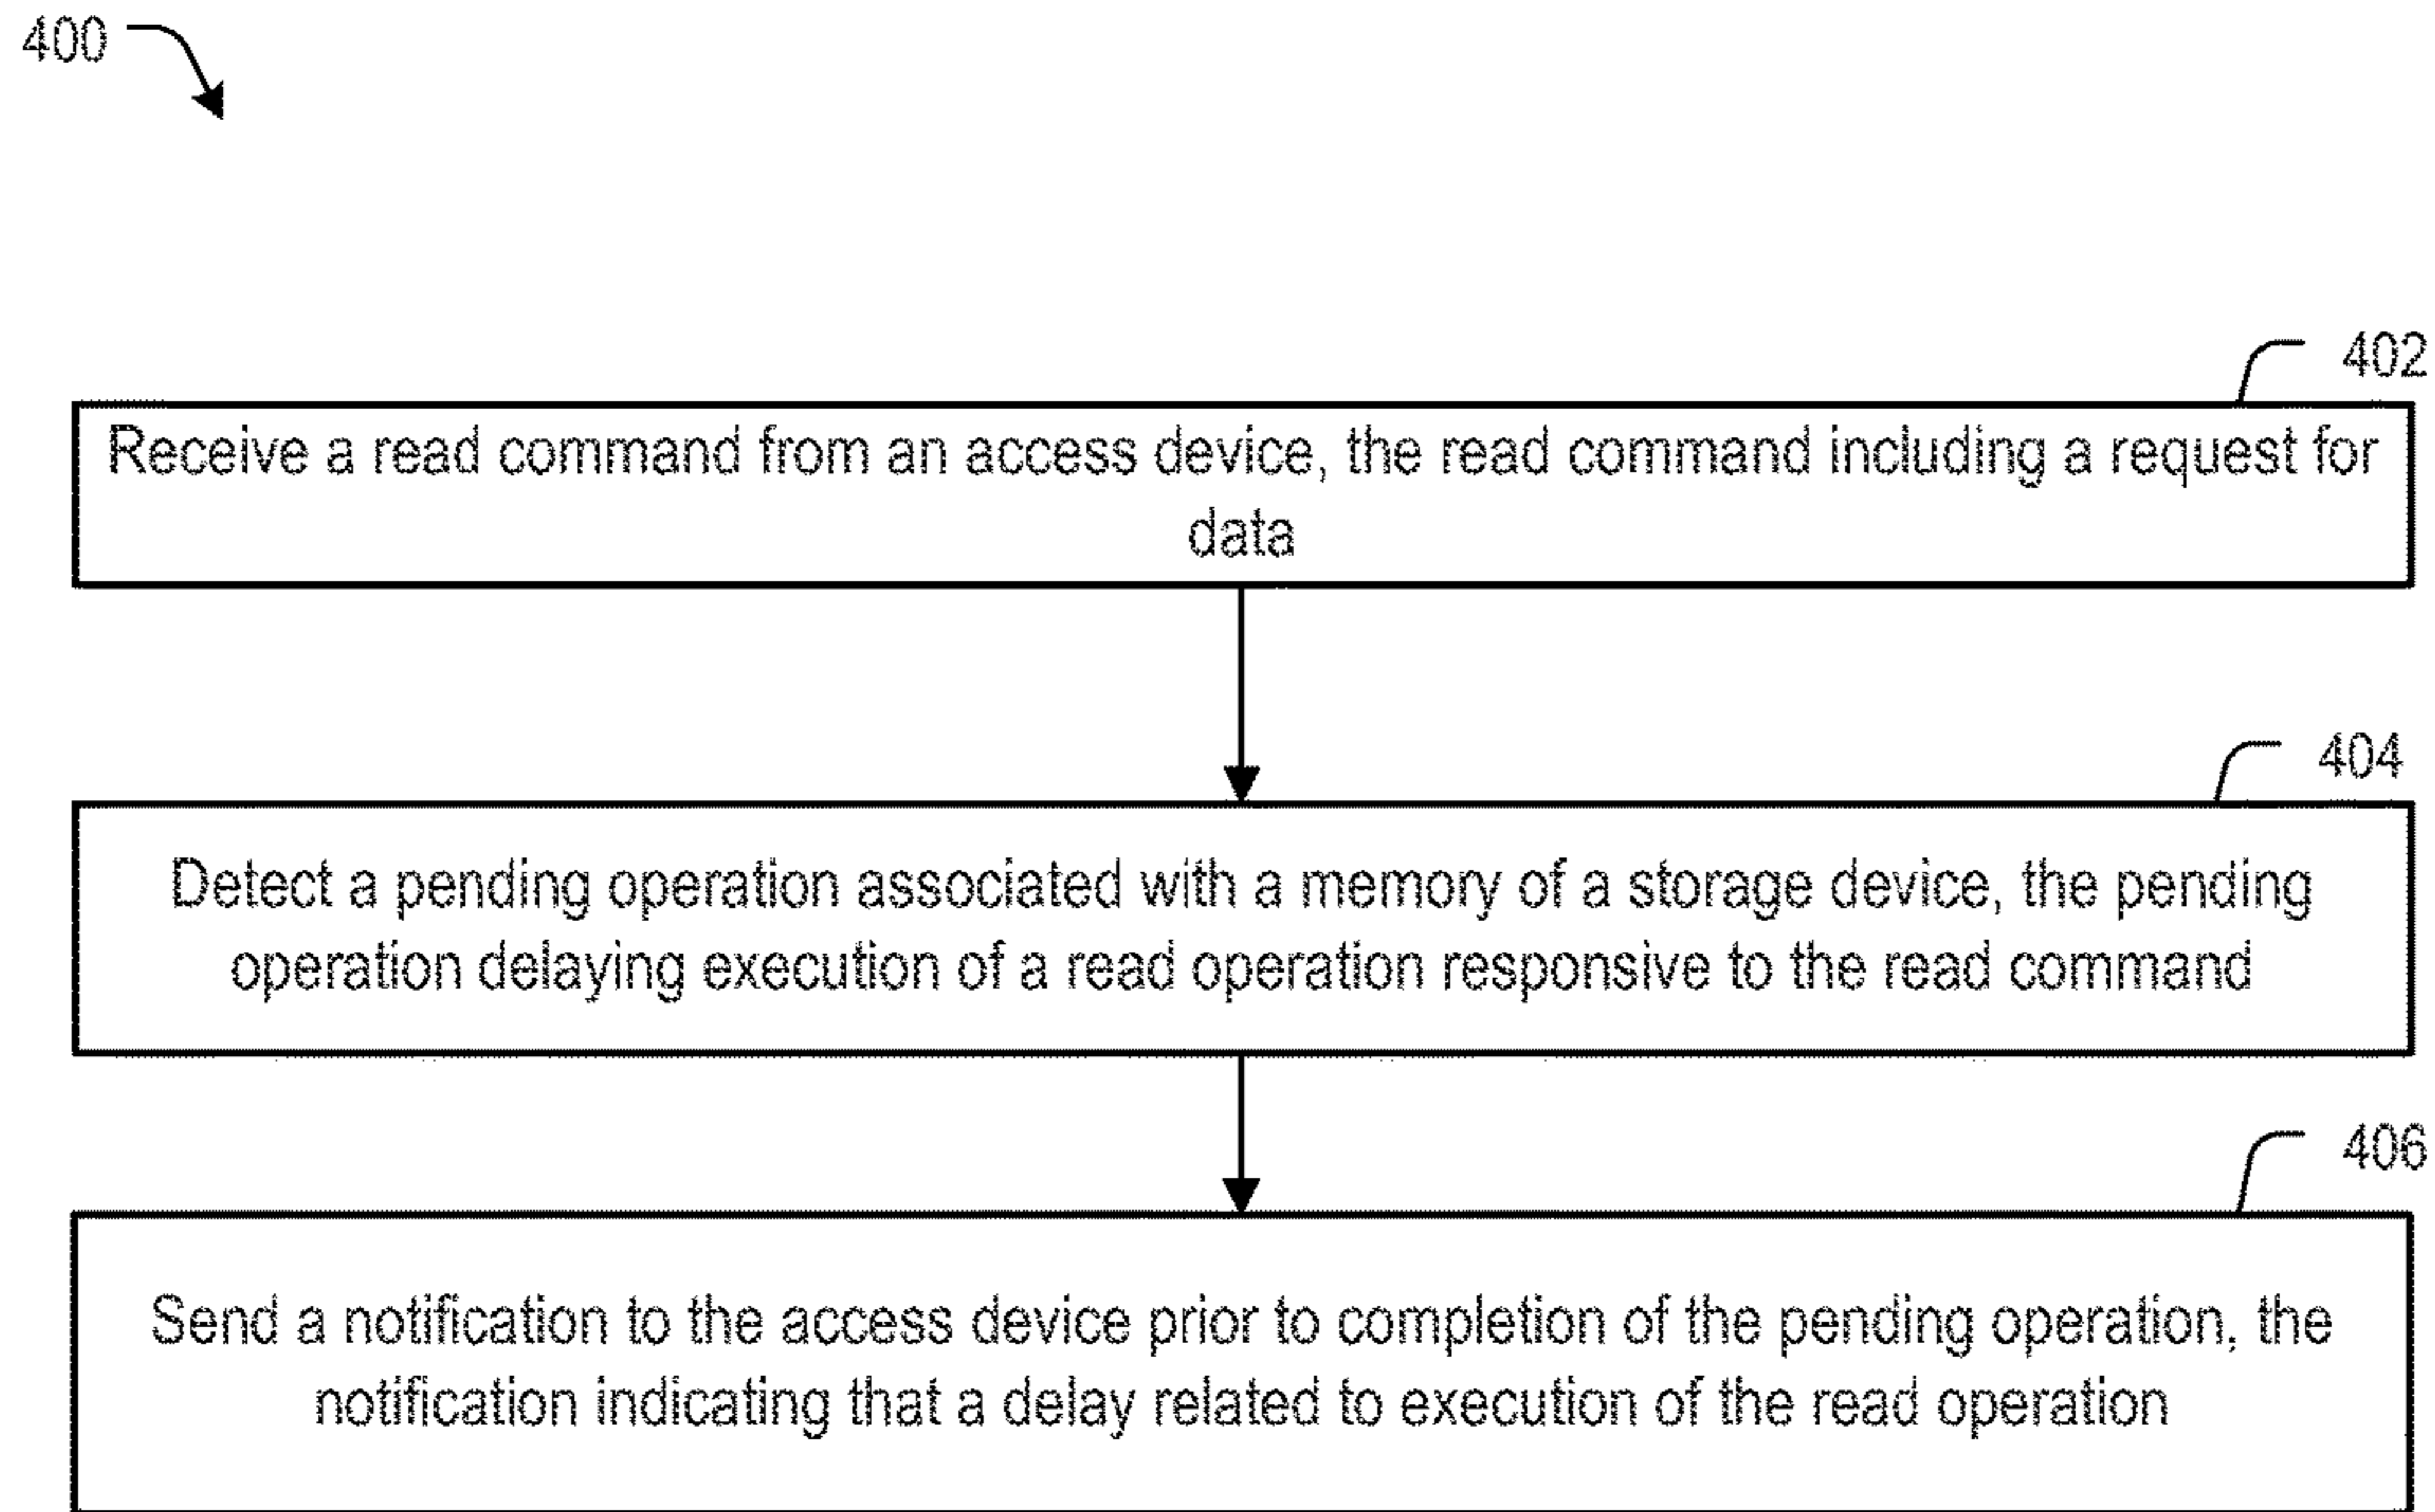 400
402
Receive a read command from an access device, the read command including a request for
data
404
Detect a pending operation associated with a memory of a storage device, the pending
operation delaying execution of a read operation responsive to the read command
406
Send a notification to the access device prior to completion of the pending operation, the
notification indicating that a delay related to execution of the read operation